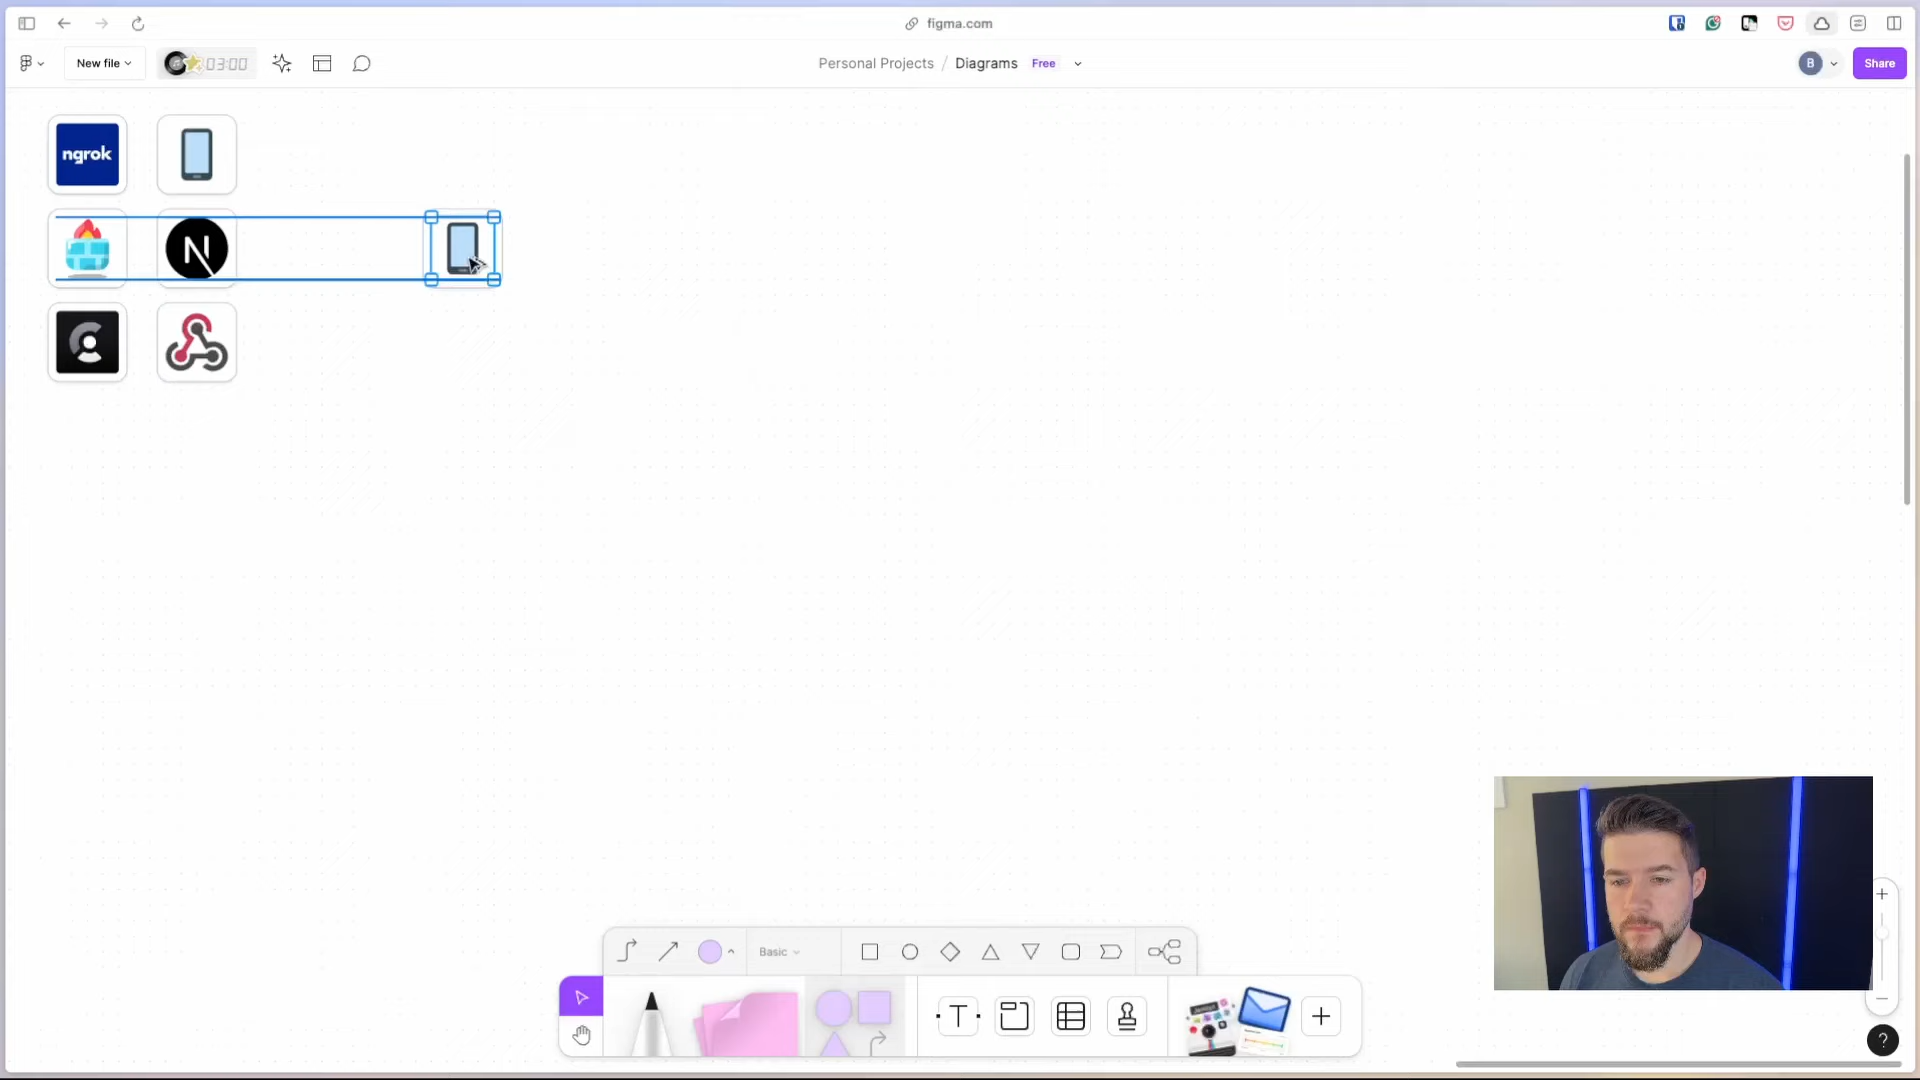 figma.com
New file
03:00
Personal Projects / Diagrams Free
B
Share
ngrok
N
Basic
T
?